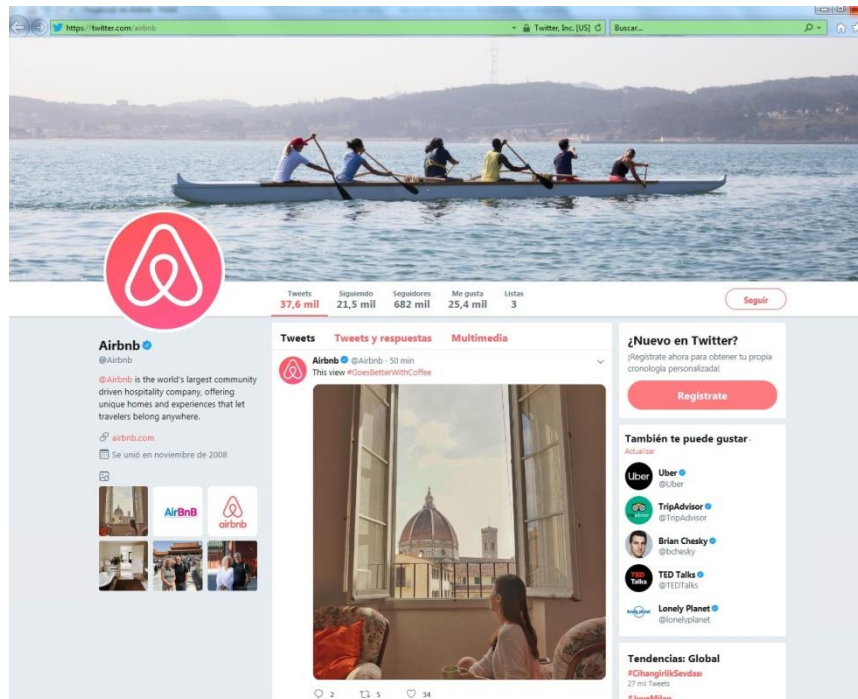 https://twitter.com/airbnb
Twitter, Inc. [US]
Buscar...
Tweets
37,6 mil
Siguiendo
21,5 mil
Seguidores
682 mil
Me gusta
25,4 mil
Listas
3
Seguir
Airbnb
@Airbnb
@Airbnb is the world's largest community
driven hospitality company, offering
unique homes and experiences that let
travelers belong anywhere.
airbnb.com
Se unió en noviembre de 2008
AirBnB
airbnb
Tweets Tweets y respuestas Multimedia
Airbnb @Airbnb · 50 min
This view #GoesBetterWithCoffee
2 5 34
¿Nuevo en Twitter?
¡Regístrate ahora para obtener tu propia
cronología personalizada!
Regístrate
También te puede gustar ·
Actualizar
Uber
Uber
@Uber
TripAdvisor
@TripAdvisor
Brian Chesky
@bchesky
TED
Talks
TED Talks
@TEDTalks
Lonely Planet
@lonelyplanet
Tendencias: Global
#CihangirlikSevdası
27 mil Tweets